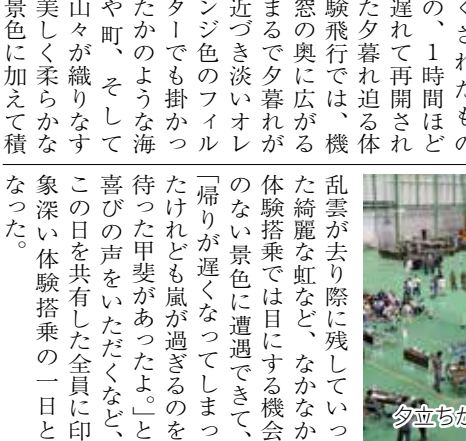 くされたもの
の、１時間ほど
遅れて再開され
た夕暮れ迫る体
験飛行では、機
窓の奥に広がる
まるで夕暮れが
近づき淡いオレ
ンジ色のフィル
ターでも掛かっ
たかのような海
や町、そして
山々が織りなす
美しく柔らかな
景色に加えて積
乱雲が去り際に残していっ
た綺麗な虹など、なかなか
体験搭乗では目にする機会
のない景色に遭遇できて、
「帰りが遅くなってしまっ
たけれども嵐が過ぎるのを
待った甲斐があったよ。」と
喜びの声をいただくなど、
この日を共有した全員に印
象深い体験搭乗の一日と
なった。
夕立ちが